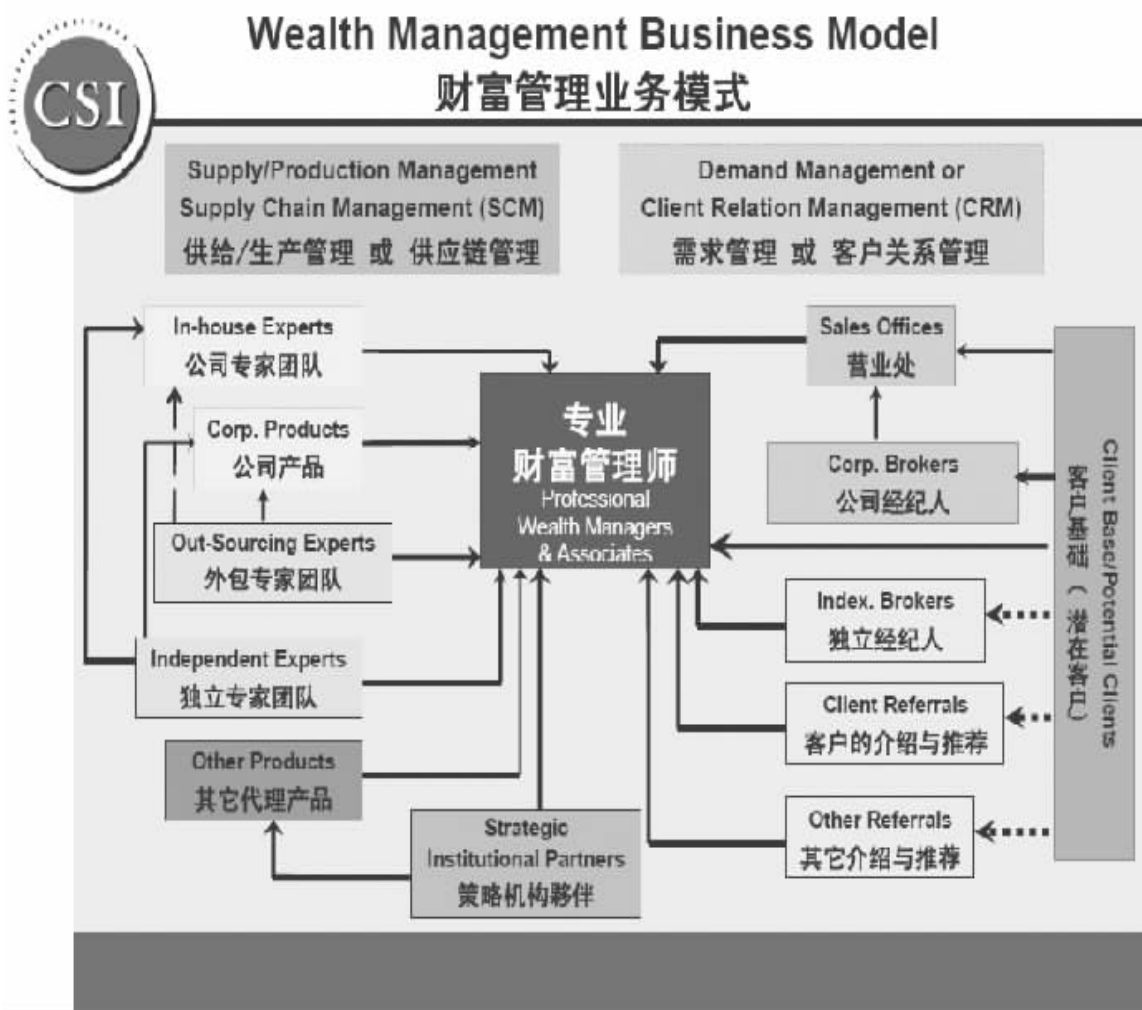 Wealth Management Business Model
财富管理业务模式
CSI
Supply/Production Management
Supply Chain Management (SCM)
供给/生产管理 或 供应链管理
Demand Management or
Client Relation Management (CRM)
需求管理 或 客户关系管理
In-house Experts
公司专家团队
Corp. Products
公司产品
Out-Sourcing Experts
外包专家团队
Independent Experts
独立专家团队
Other Products
其它代理产品
Strategic
Institutional Partners
策略机构夥伴
专业
财富管理师
Professional
Wealth Managers
& Associates
Sales Offices
营业处
Corp. Brokers
公司经纪人
Index. Brokers
独立经纪人
Client Referrals
客户的介绍与推荐
Other Referrals
其它介绍与推荐
Client Base/Potential Clients
客户基础（潜在客户）